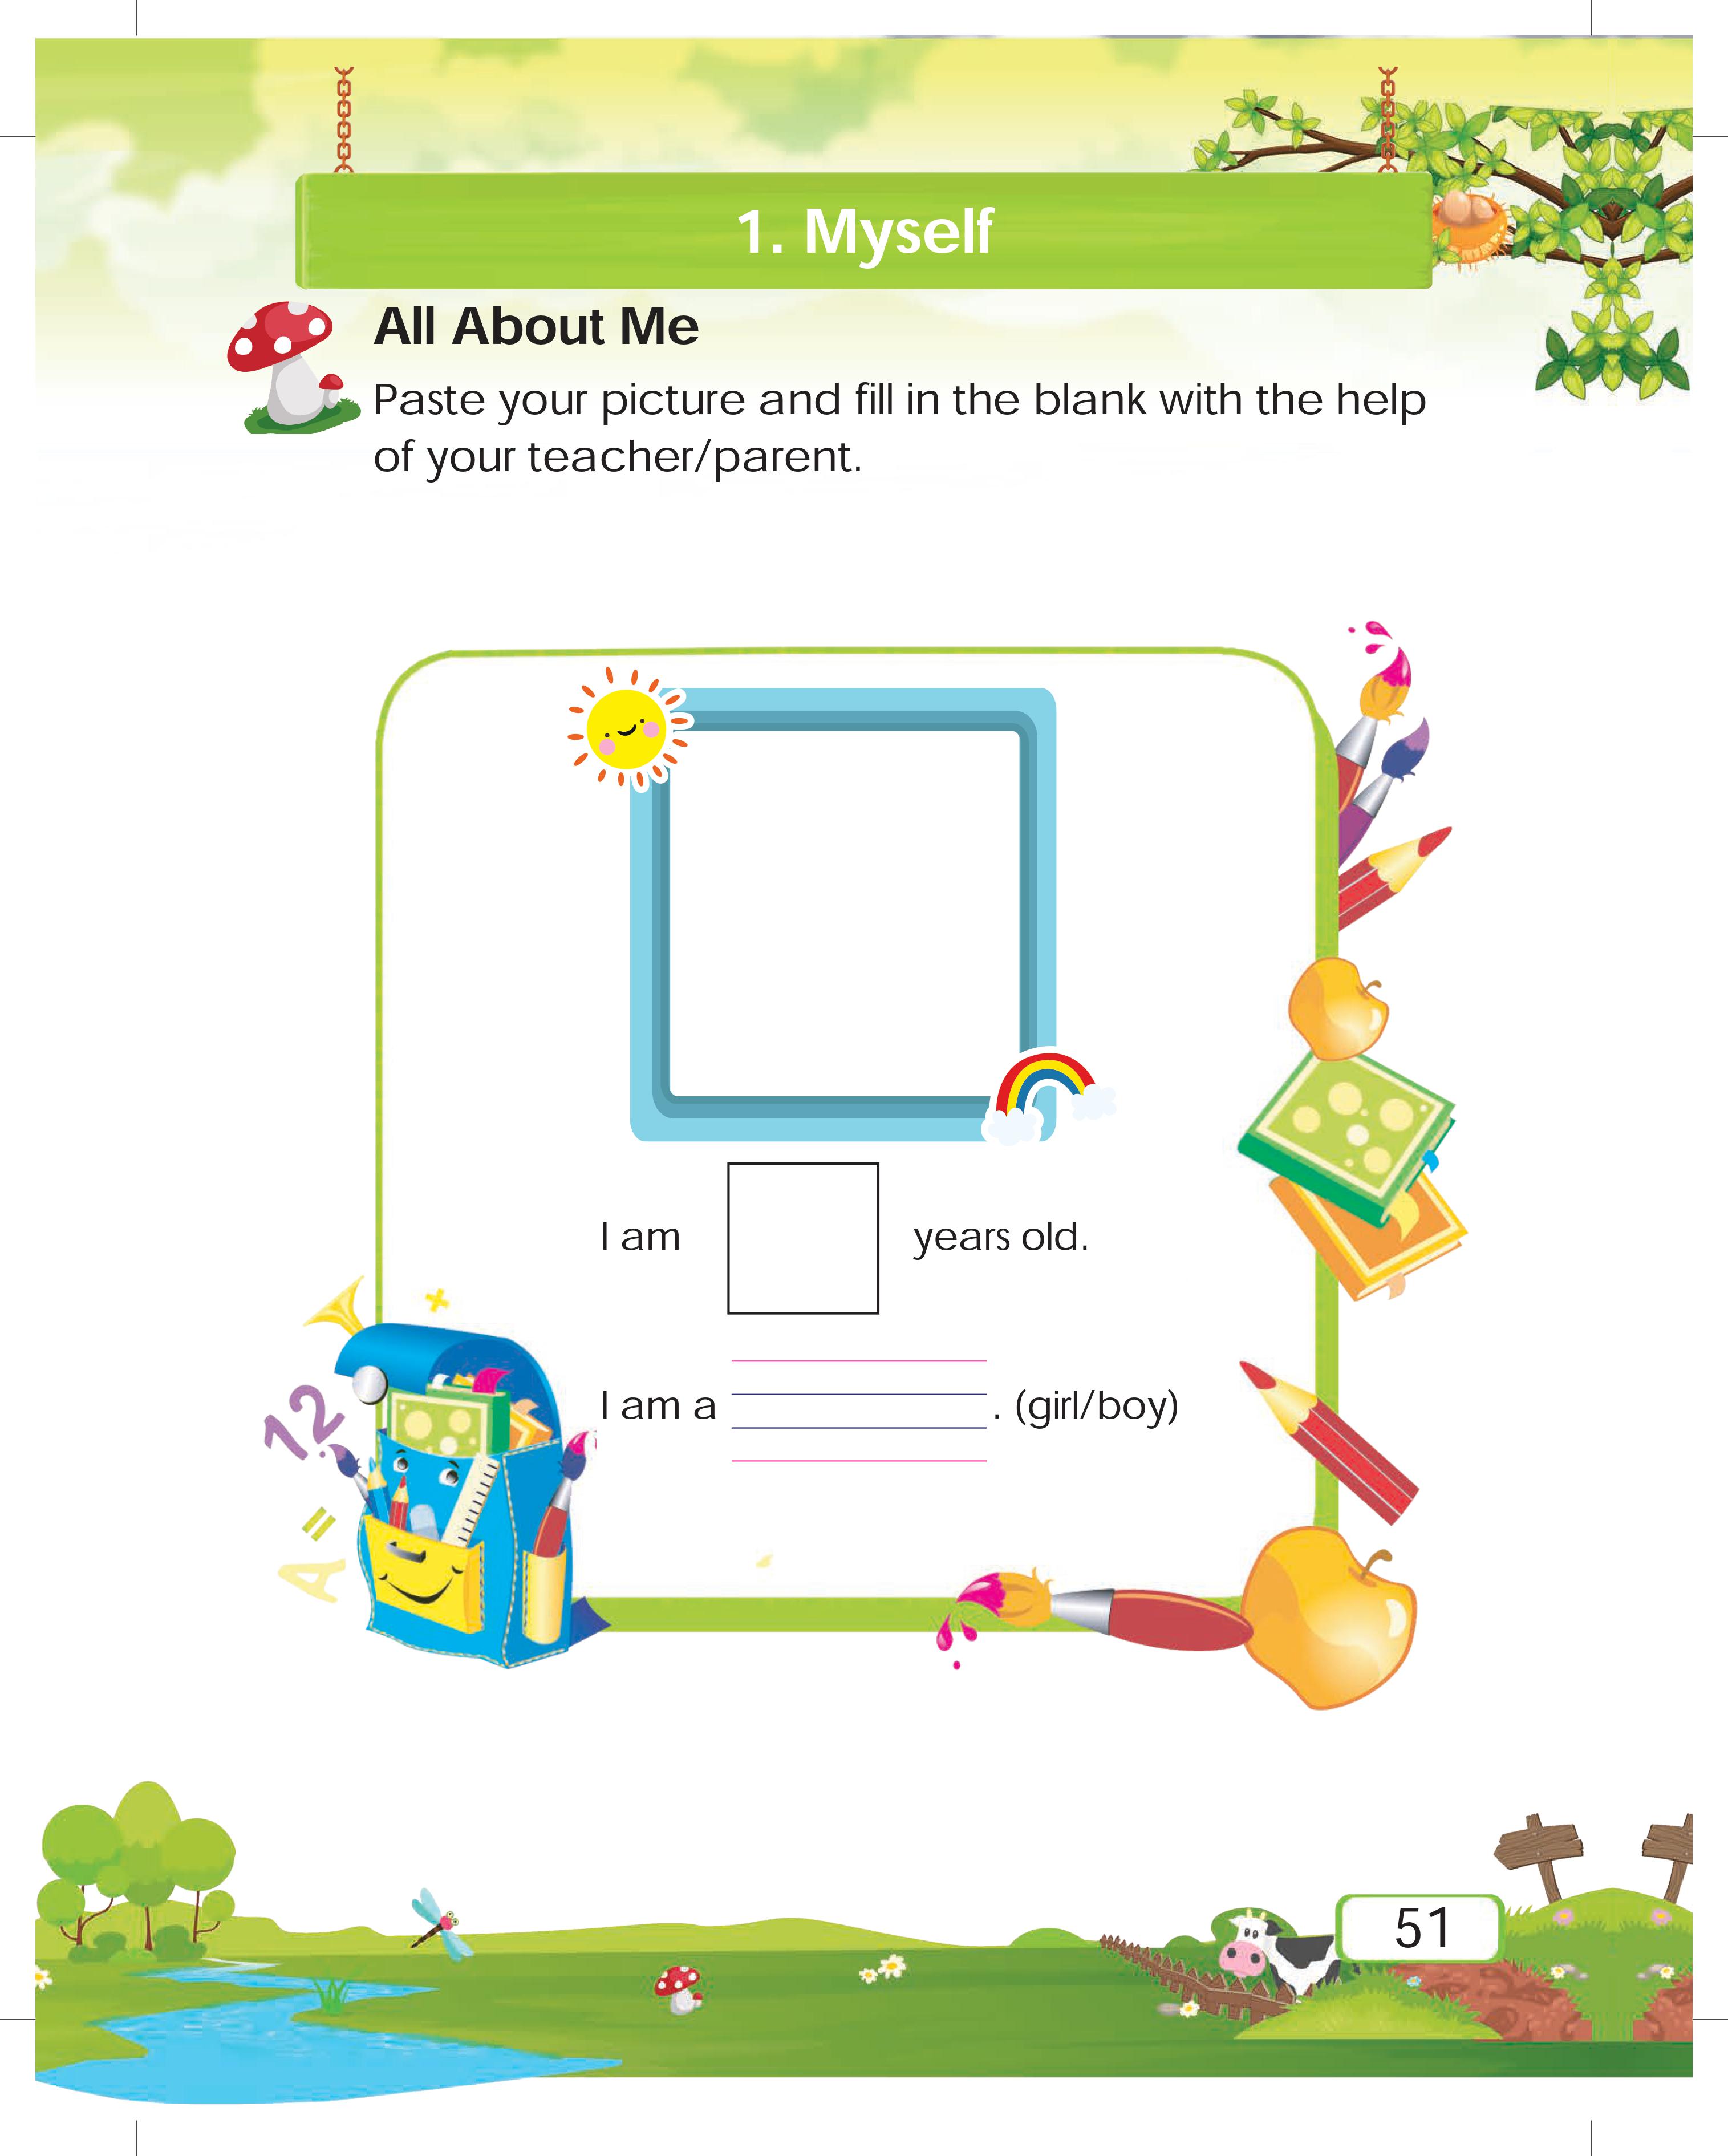 1. Myself
All About Me
Paste your picture and fill in the blank with the help
of your teacher/parent.
I am years old.
I am a . (girl/boy)
12
=
A
+
51